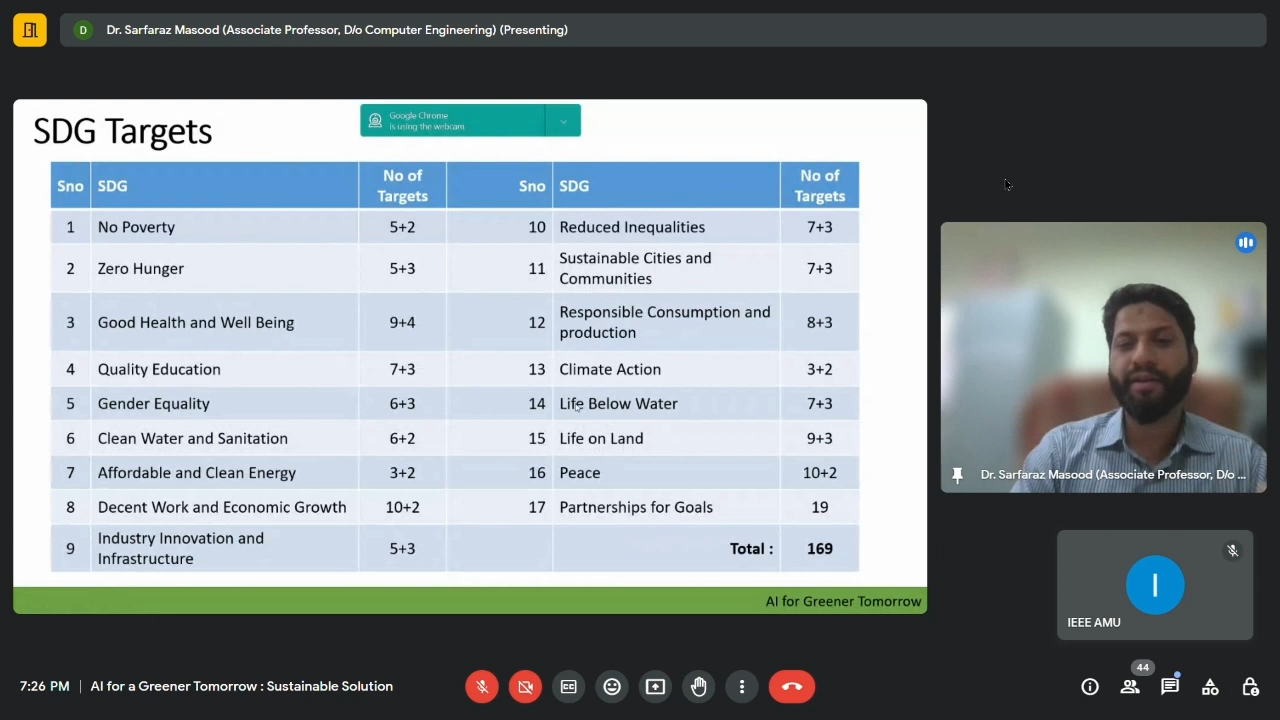 D
Dr. Sarfaraz Masood (Associate Professor, D/o Computer Engineering) (Presenting)
SDG Targets
Google Chrome
is using the webcam
Sno SDG No of Targets Sno SDG No of Targets
1 No Poverty 5+2 10 Reduced Inequalities 7+3
2 Zero Hunger 5+3 11 Sustainable Cities and Communities 7+3
3 Good Health and Well Being 9+4 12 Responsible Consumption and production 8+3
4 Quality Education 7+3 13 Climate Action 3+2
5 Gender Equality 6+3 14 Life Below Water 7+3
6 Clean Water and Sanitation 6+2 15 Life on Land 9+3
7 Affordable and Clean Energy 3+2 16 Peace 10+2
8 Decent Work and Economic Growth 10+2 17 Partnerships for Goals 19
9 Industry Innovation and Infrastructure 5+3 Total : 169
AI for Greener Tomorrow
Dr. Sarfaraz Masood (Associate Professor, D/o ...
I
IEEE AMU
7:26 PM | AI for a Greener Tomorrow : Sustainable Solution
44